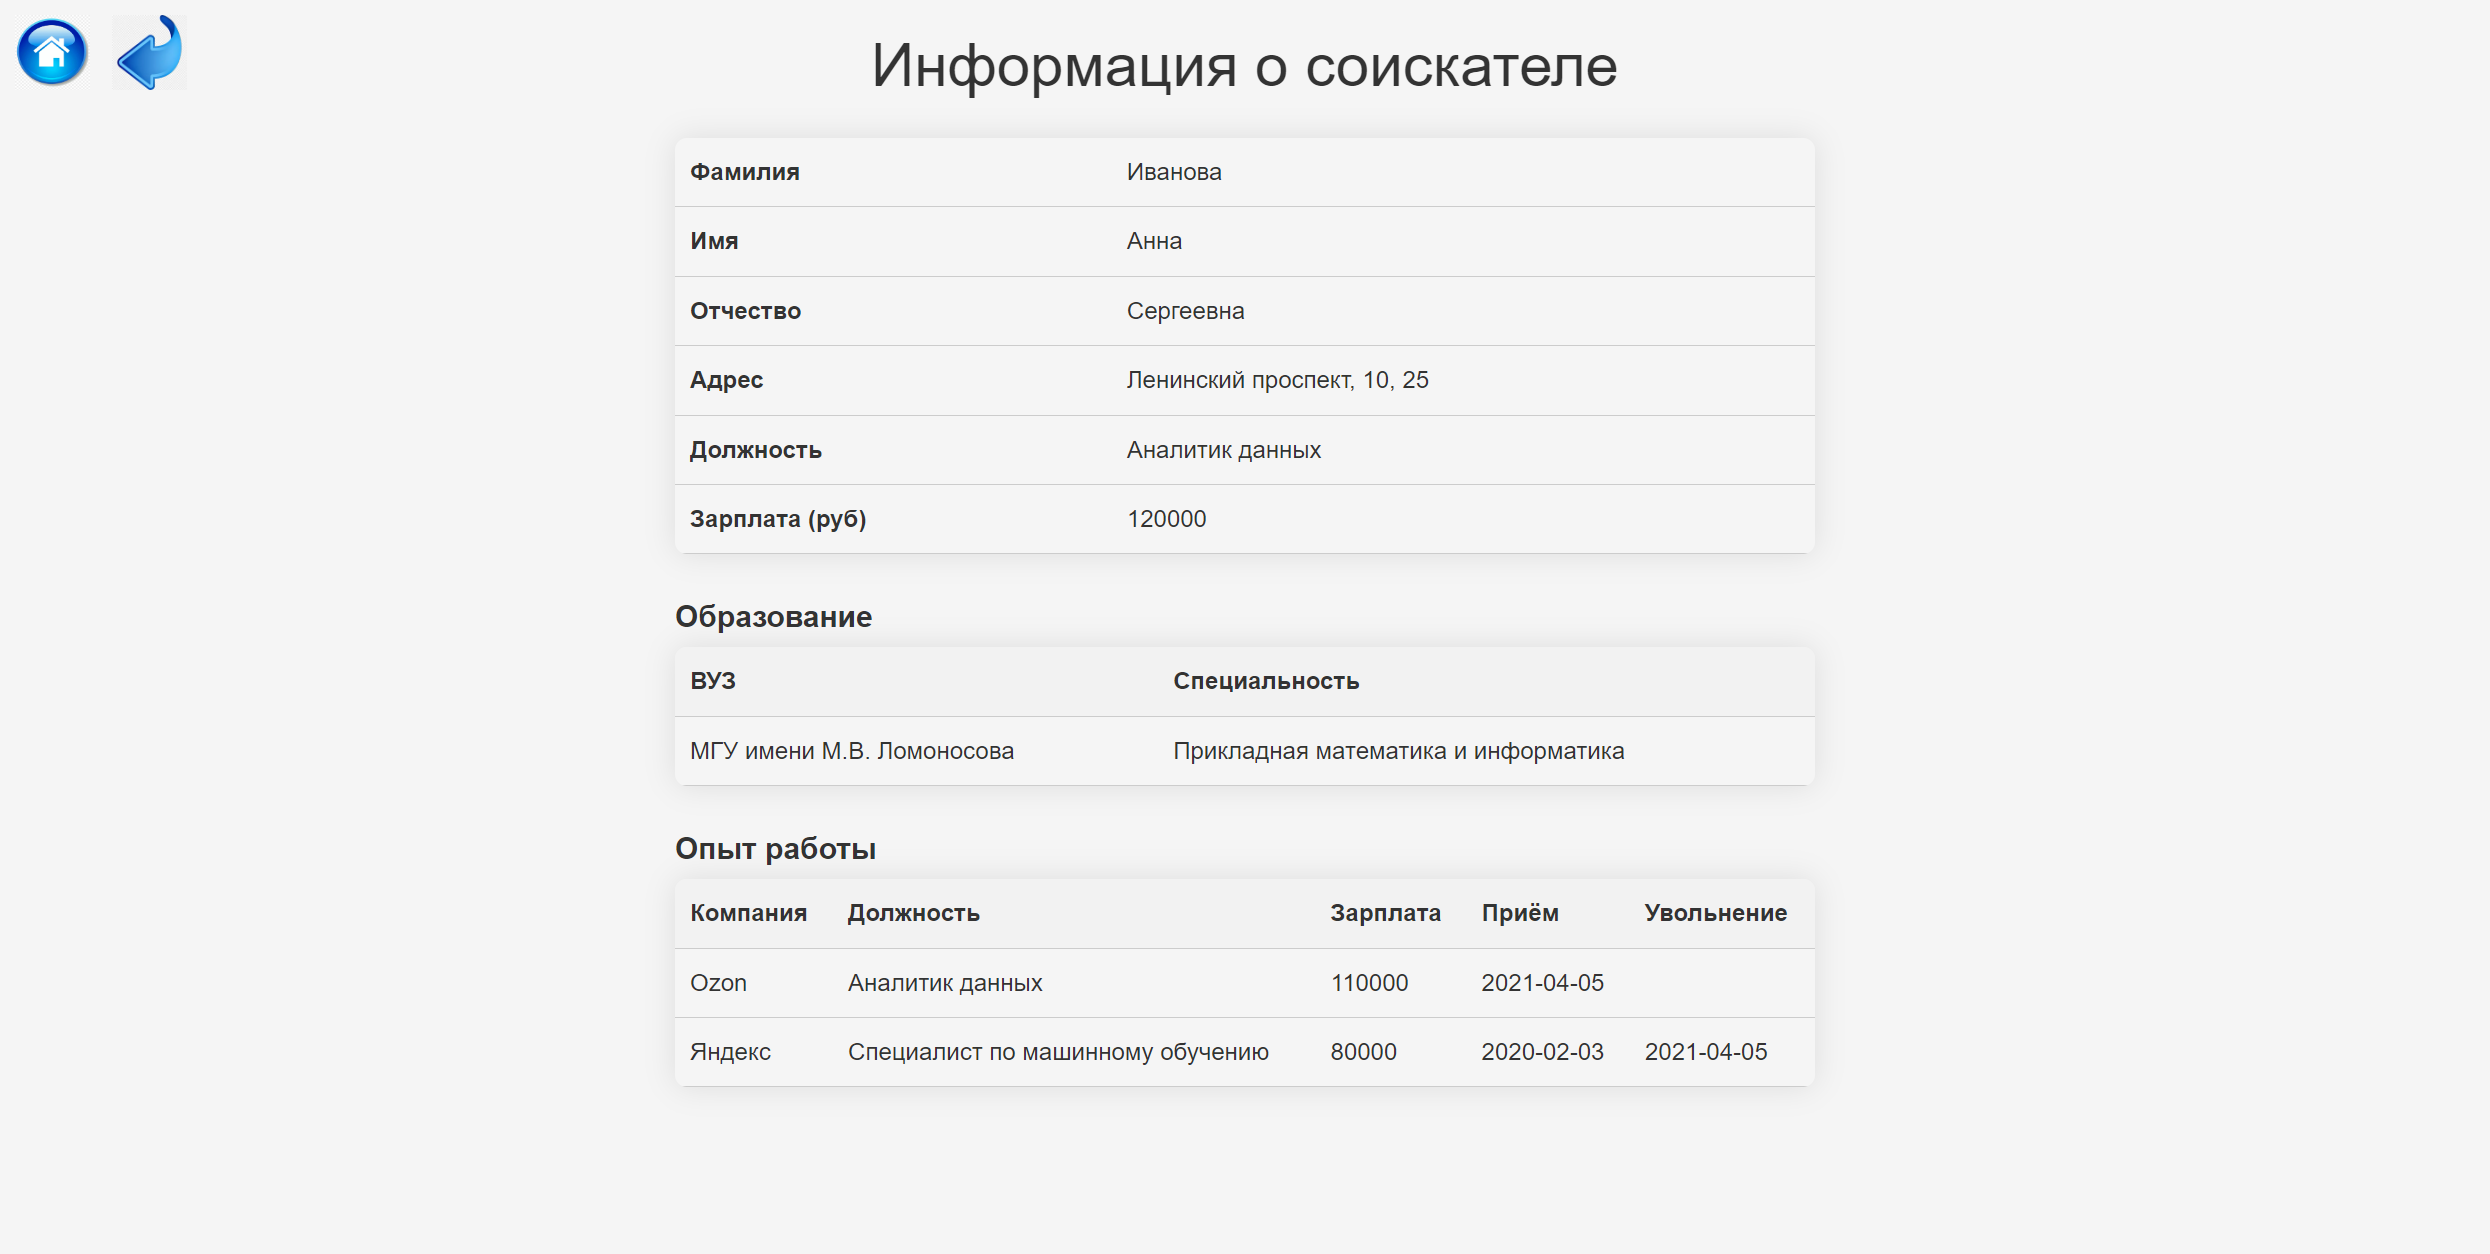 Информация о соискателе
Фамилия Иванова
Имя Анна
Отчество Сергеевна
Адрес Ленинский проспект, 10, 25
Должность Аналитик данных
Зарплата (руб) 120000
Образование
ВУЗ Специальность
МГУ имени М.В. Ломоносова Прикладная математика и информатика
Опыт работы
Компания Должность Зарплата Приём Увольнение
Ozon Аналитик данных 110000 2021-04-05
Яндекс Специалист по машинному обучению 80000 2020-02-03 2021-04-05